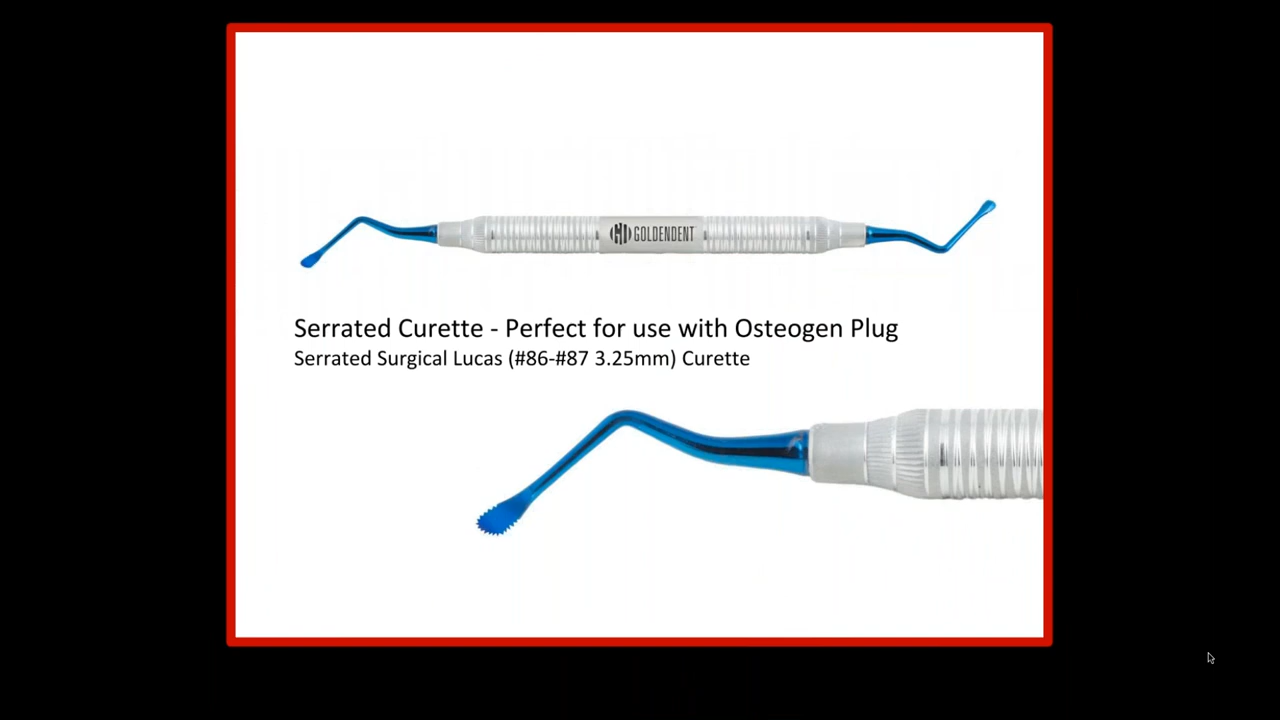 GOLDENDENT
Serrated Curette - Perfect for use with Osteogen Plug
Serrated Surgical Lucas (#86-#87 3.25mm) Curette